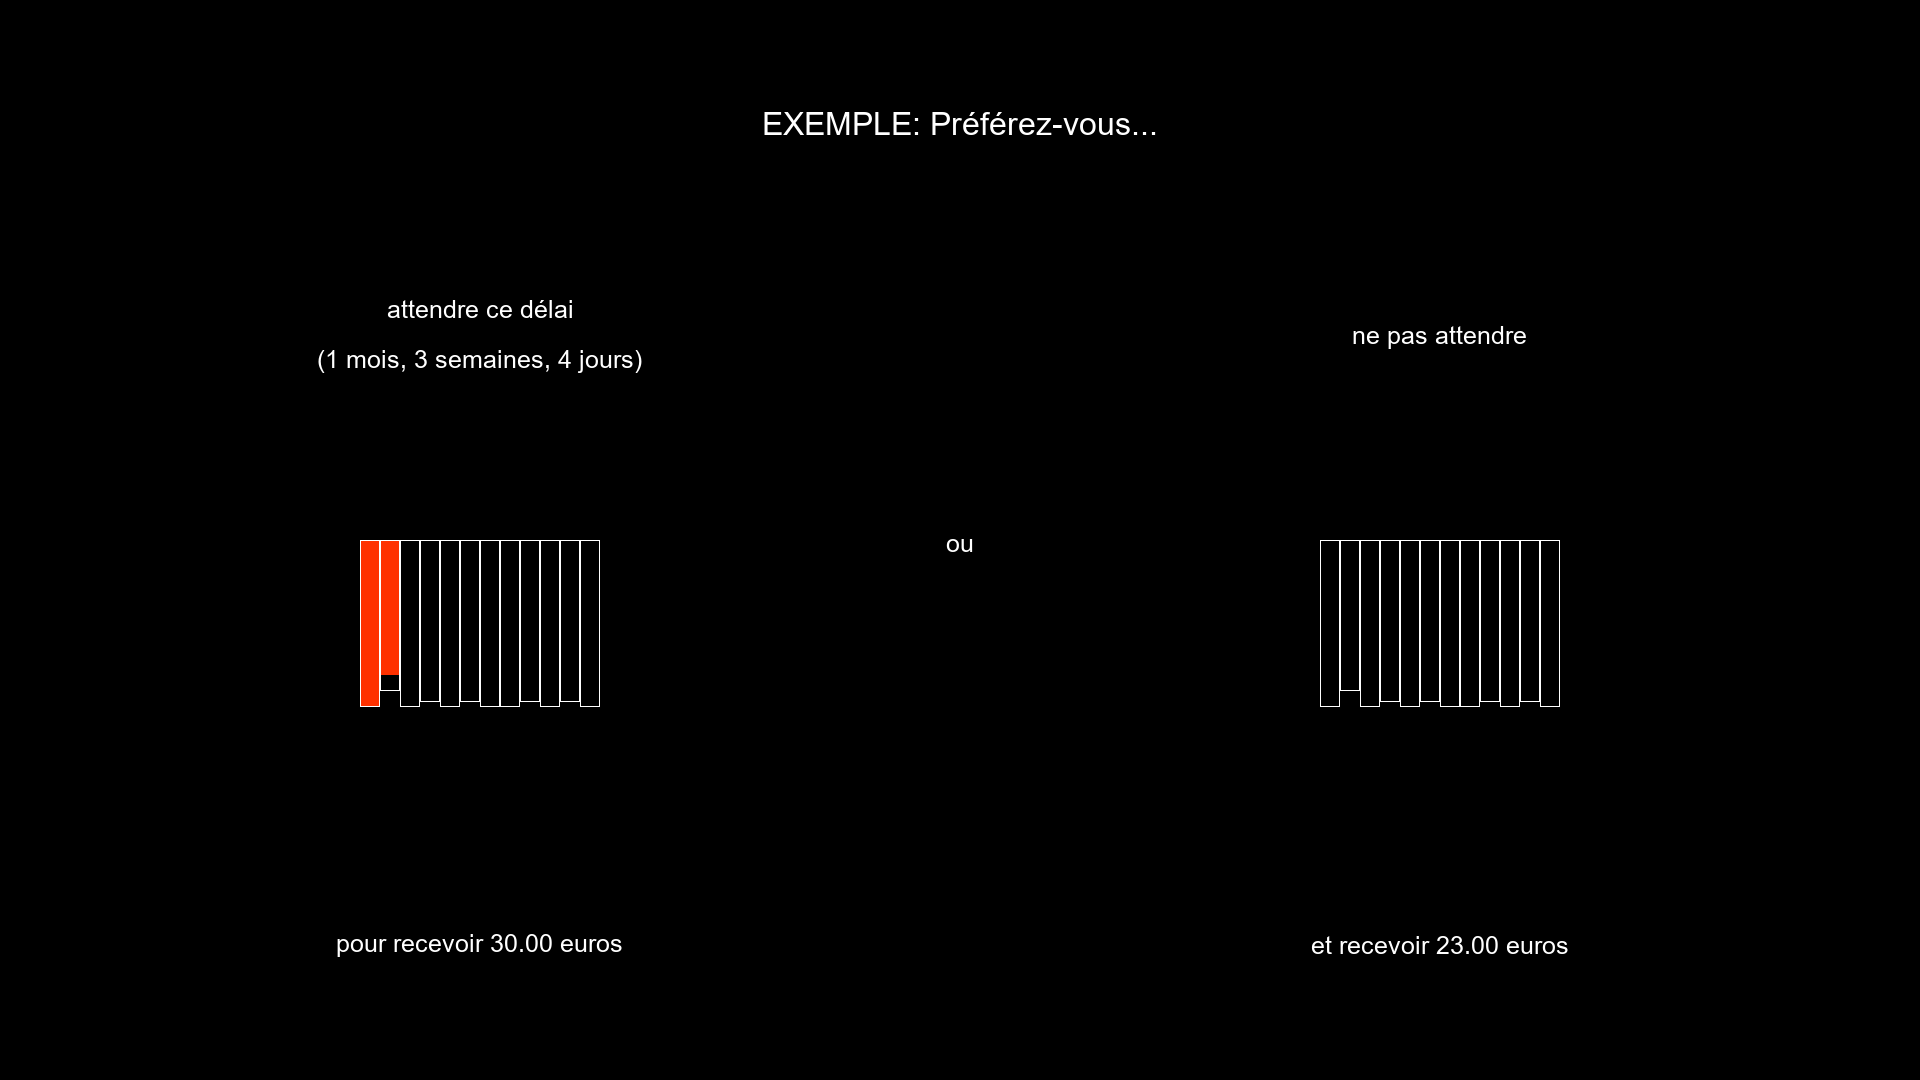 EXEMPLE: Préférez-vous...
attendre ce délai
(1 mois, 3 semaines, 4 jours)
ne pas attendre
ou
pour recevoir 30.00 euros
et recevoir 23.00 euros